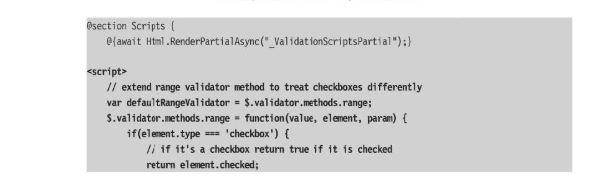 @section Scripts {
@{await Html.RenderPartialAsync("_ValidationScriptsPartial");}
<script>
// extend range validator method to treat checkboxes differently
var defaultRangeValidator = $.validator.methods.range;
$.validator.methods.range = function(value, element, param) {
if(element.type === 'checkbox') {
// if it's a checkbox return true if it is checked
return element.checked;